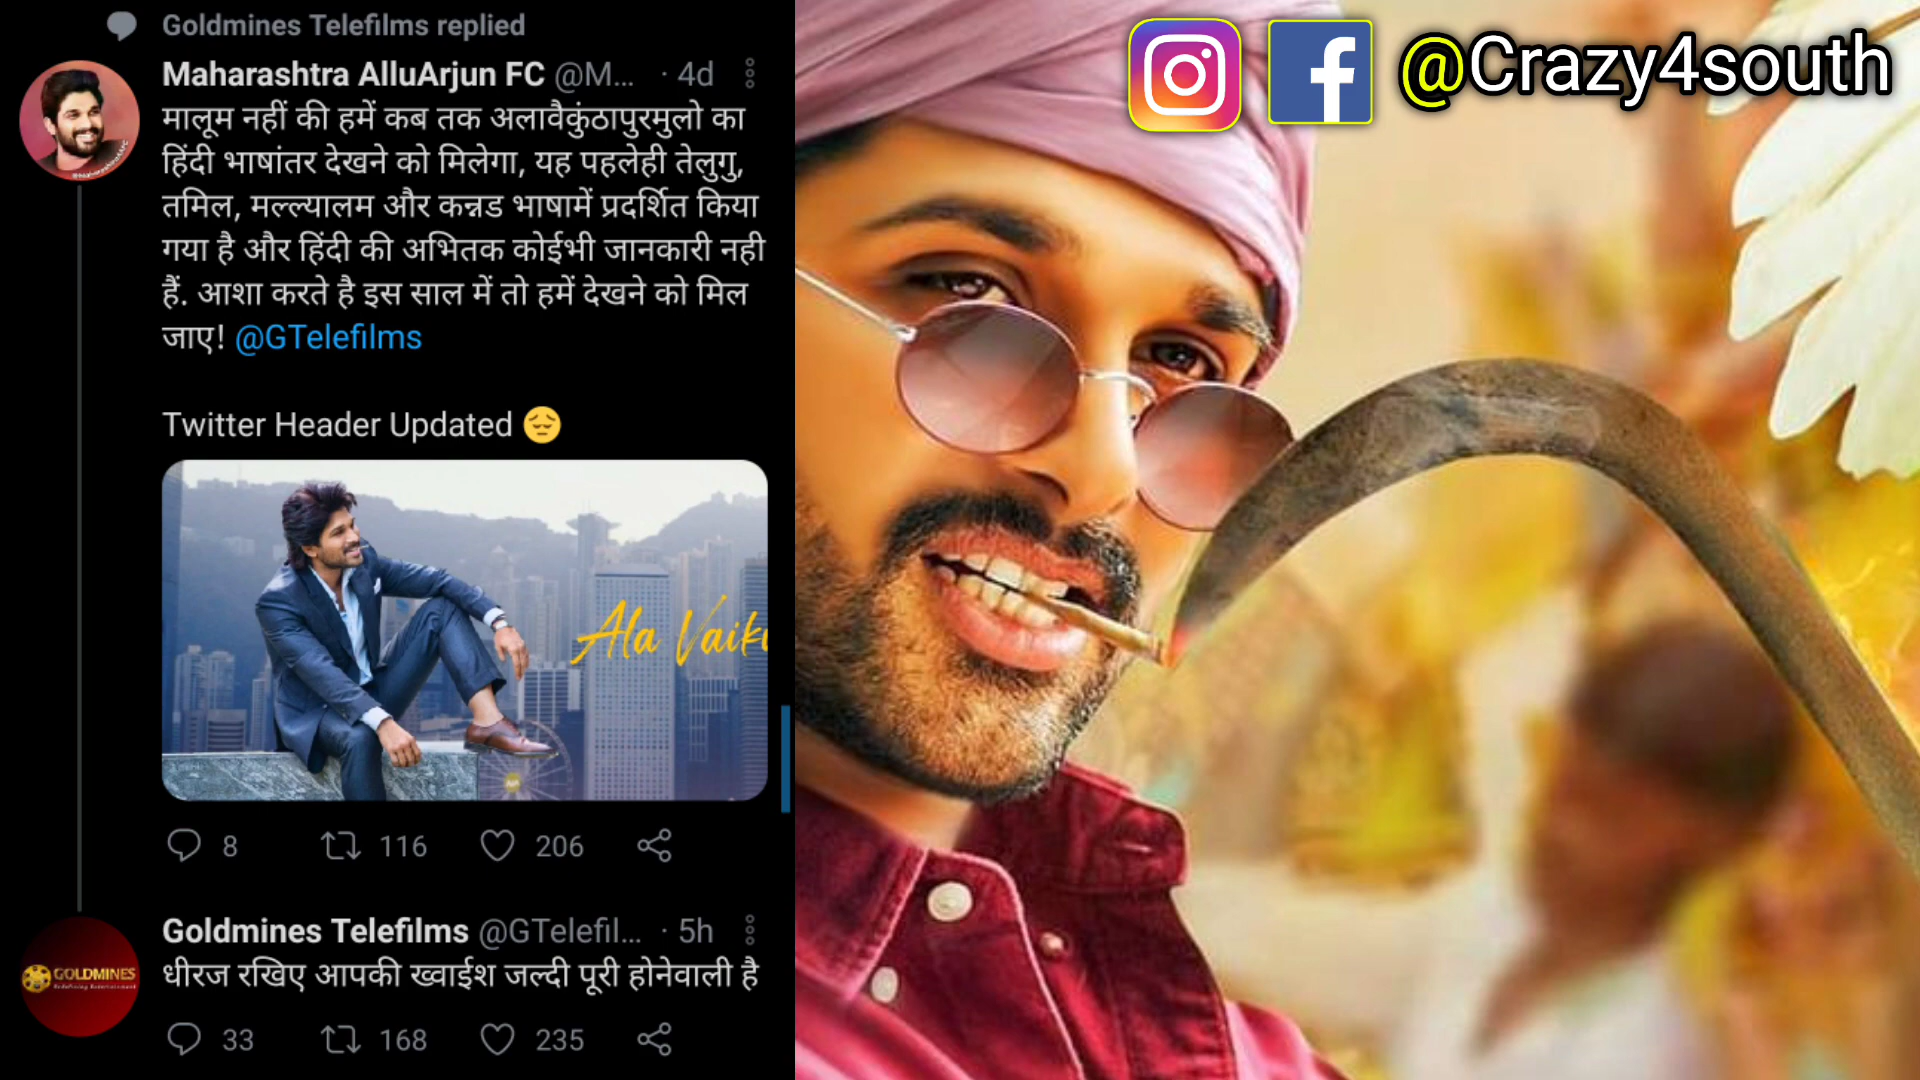 Goldmines Telefilms replied
Maharashtra AlluArjun FC @M... · 4d
मालूम नहीं की हमें कब तक अलावैकुंठापुरमुलो का
हिंदी भाषांतर देखने को मिलेगा, यह पहलेही तेलुगु,
तमिल, मल्ल्यालम और कन्नड भाषामें प्रदर्शित किया
गया है और हिंदी की अभितक कोईभी जानकारी नही
हैं. आशा करते है इस साल में तो हमें देखने को मिल
जाए! @GTelefilms
Twitter Header Updated 😔
Ala Vaik
8 116 206
Goldmines Telefilms @GTelefil... · 5h
GOLDMINES
धीरज रखिए आपकी ख्वाईश जल्दी पूरी होनेवाली है
33 168 235
@Crazy4south